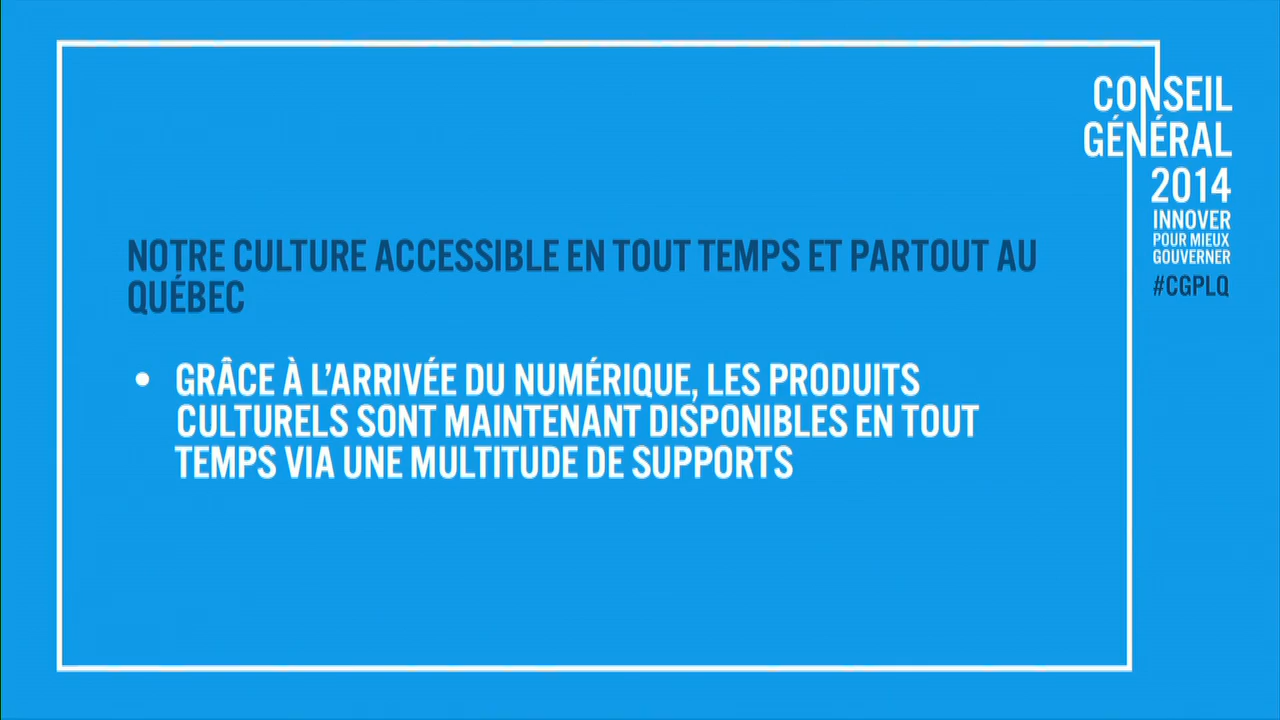 CONSEIL
GÉNÉRAL
2014
INNOVER
POUR MIEUX
GOUVERNER
#CGPLQ
NOTRE CULTURE ACCESSIBLE EN TOUT TEMPS ET PARTOUT AU
QUÉBEC
• GRÂCE À L'ARRIVÉE DU NUMÉRIQUE, LES PRODUITS
CULTURELS SONT MAINTENANT DISPONIBLES EN TOUT
TEMPS VIA UNE MULTITUDE DE SUPPORTS